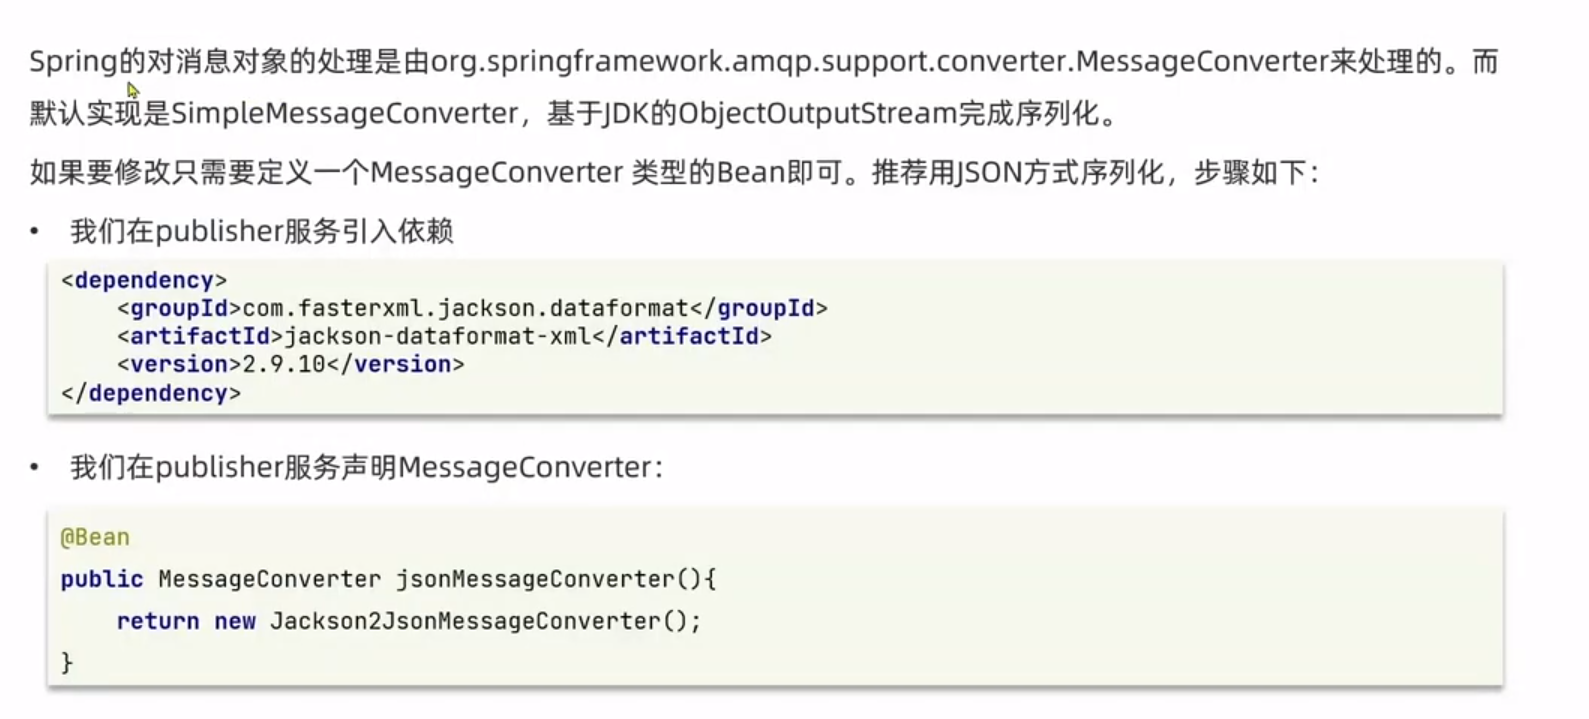 Spring的对消息对象的处理是由org.springframework.amqp.support.converter.MessageConverter来处理的。而
默认实现是SimpleMessageConverter，基于JDK的ObjectOutputStream完成序列化。
如果要修改只需要定义一个MessageConverter 类型的Bean即可。推荐用JSON方式序列化，步骤如下：
• 我们在publisher服务引入依赖
<dependency>
    <groupId>com.fasterxml.jackson.dataformat</groupId>
    <artifactId>jackson-dataformat-xml</artifactId>
    <version>2.9.10</version>
</dependency>
• 我们在publisher服务声明MessageConverter：
@Bean
public MessageConverter jsonMessageConverter(){
    return new Jackson2JsonMessageConverter();
}